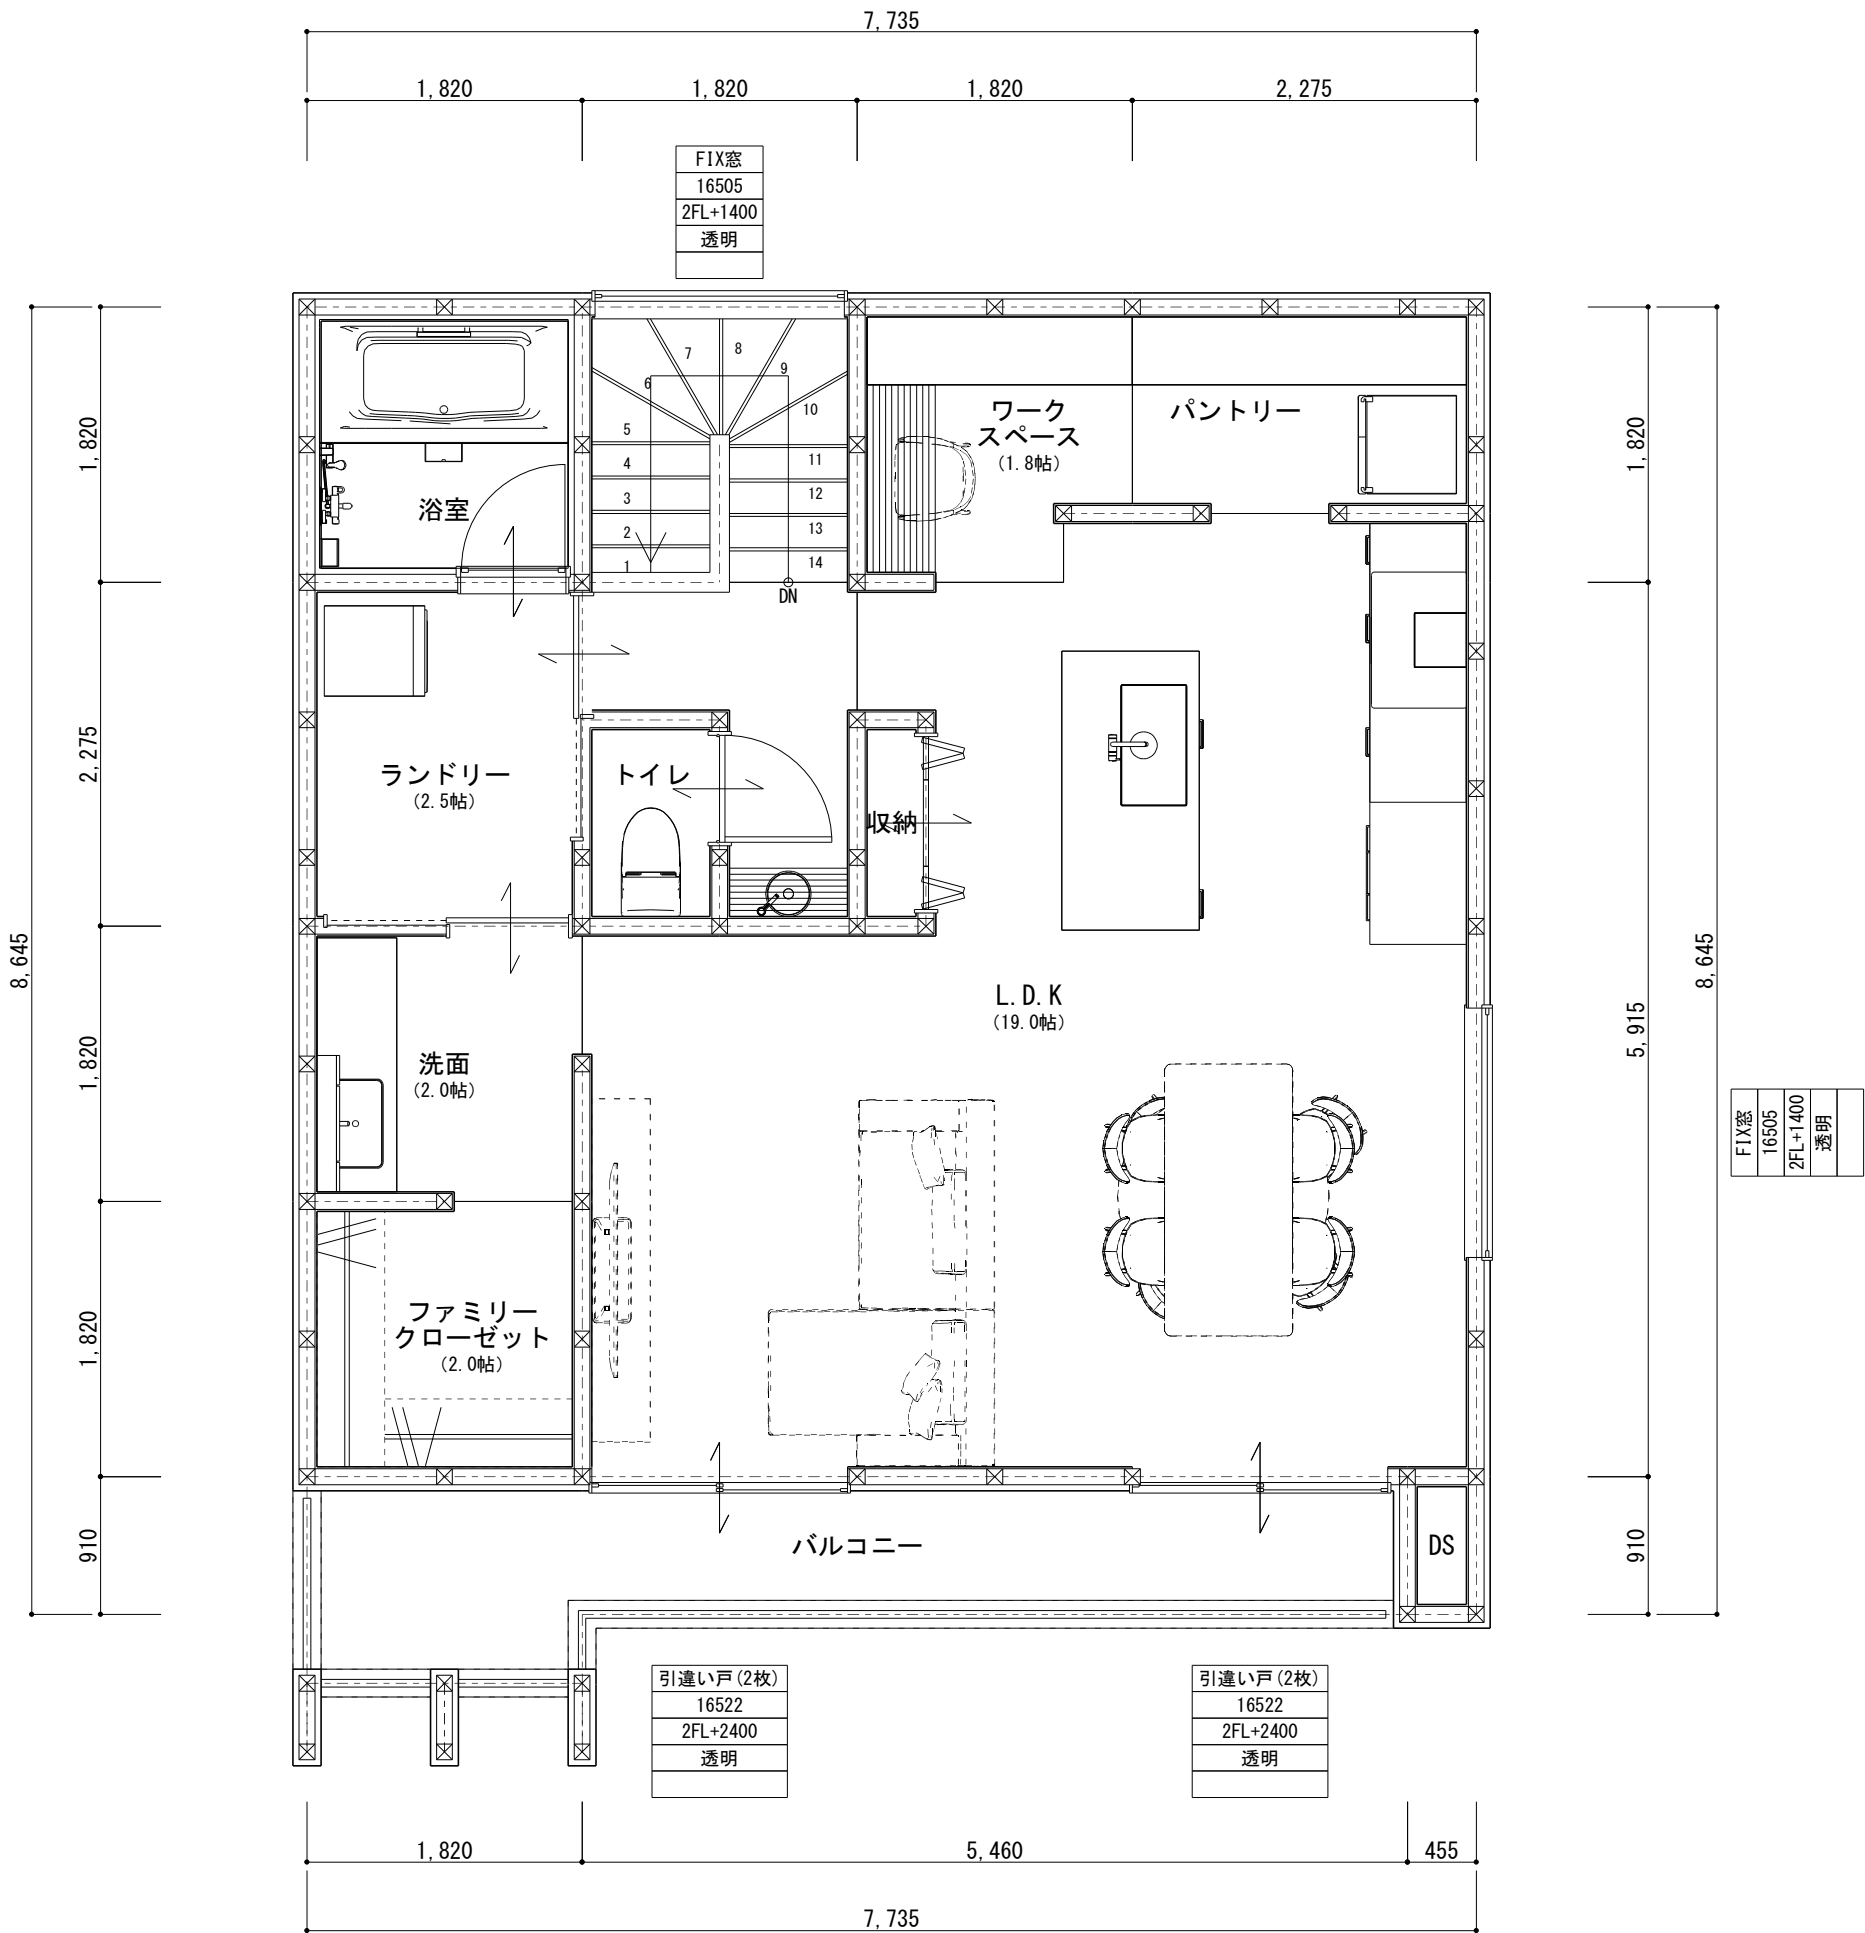 7,735
1,820
1,820
1,820
2,275
FIX窓
16505
2FL+1400
透明
7
8
6
9
10
5
4
3
2
1
11
12
13
14
DN
ワーク
スペース
(1.8帖)
パントリー
浴室
ランドリー
(2.5帖)
トイレ
収納
L.D.K
(19.0帖)
洗面
(2.0帖)
ファミリー
クローゼット
(2.0帖)
バルコニー
DS
8,645
1,820
2,275
1,820
1,820
910
1,820
5,915
910
8,645
FIX窓
16505
2FL+1400
透明
引違い戸(2枚)
16522
2FL+2400
透明
引違い戸(2枚)
16522
2FL+2400
透明
1,820
5,460
455
7,735